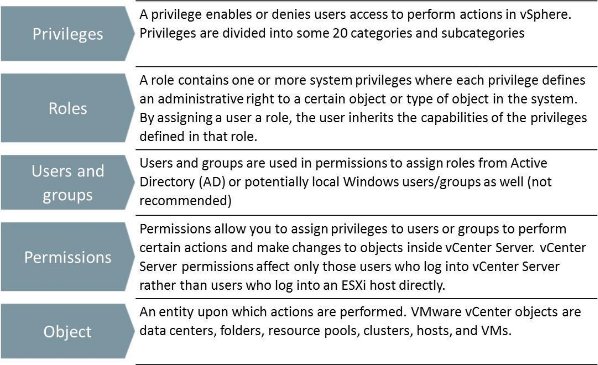 Privileges
A privilege enables or denies users access to perform actions in vSphere.
Privileges are divided into some 20 categories and subcategories
Roles
A role contains one or more system privileges where each privilege defines
an administrative right to a certain object or type of object in the system.
By assigning a user a role, the user inherits the capabilities of the privileges
defined in that role.
Users and
groups
Users and groups are used in permissions to assign roles from Active
Directory (AD) or potentially local Windows users/groups as well (not
recommended)
Permissions
Permissions allow you to assign privileges to users or groups to perform
certain actions and make changes to objects inside vCenter Server. vCenter
Server permissions affect only those users who log into vCenter Server
rather than users who log into an ESXi host directly.
Object
An entity upon which actions are performed. VMware vCenter objects are
data centers, folders, resource pools, clusters, hosts, and VMs.